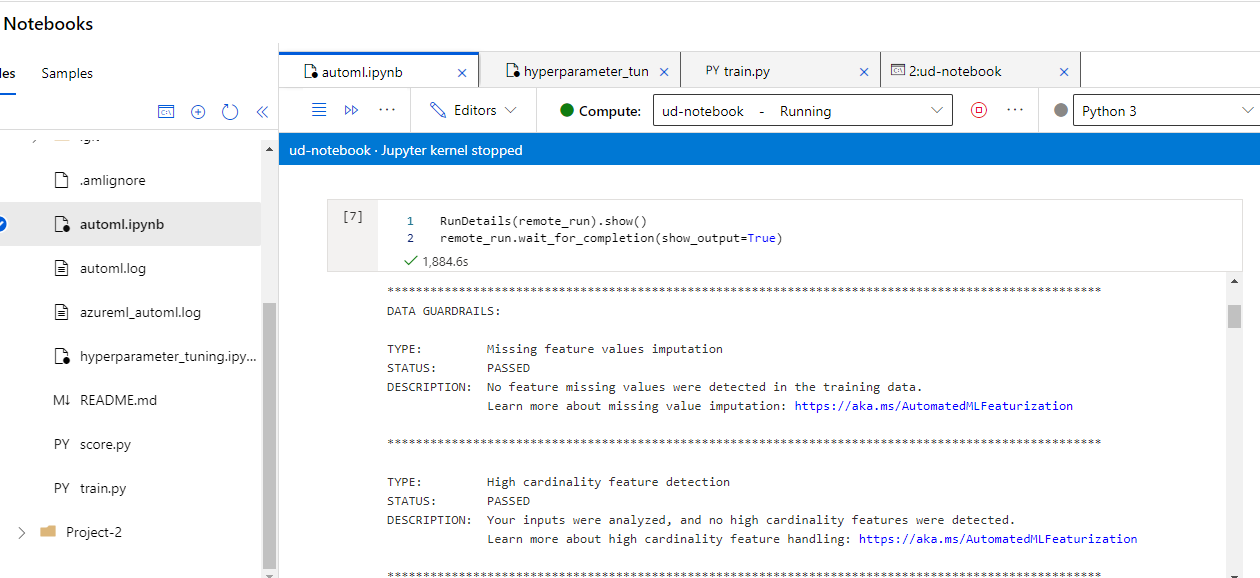 Notebooks
les Samples
automl.ipynb
hyperparameter_tun
PY train.py
2:ud-notebook
Editors
Compute:
ud-notebook - Running
Python 3
ud-notebook · Jupyter kernel stopped
.amlignore
automl.ipynb
automl.log
azureml_automl.log
hyperparameter_tuning.ipy...
M↓ README.md
PY score.py
PY train.py
Project-2
[7]
1 RunDetails(remote_run).show()
2 remote_run.wait_for_completion(show_output=True)
1,884.6s
****************************************************************************************************
DATA GUARDRAILS:
TYPE: Missing feature values imputation
STATUS: PASSED
DESCRIPTION: No feature missing values were detected in the training data.
Learn more about missing value imputation: https://aka.ms/AutomatedMLFeaturization
****************************************************************************************************
TYPE: High cardinality feature detection
STATUS: PASSED
DESCRIPTION: Your inputs were analyzed, and no high cardinality features were detected.
Learn more about high cardinality feature handling: https://aka.ms/AutomatedMLFeaturization
****************************************************************************************************